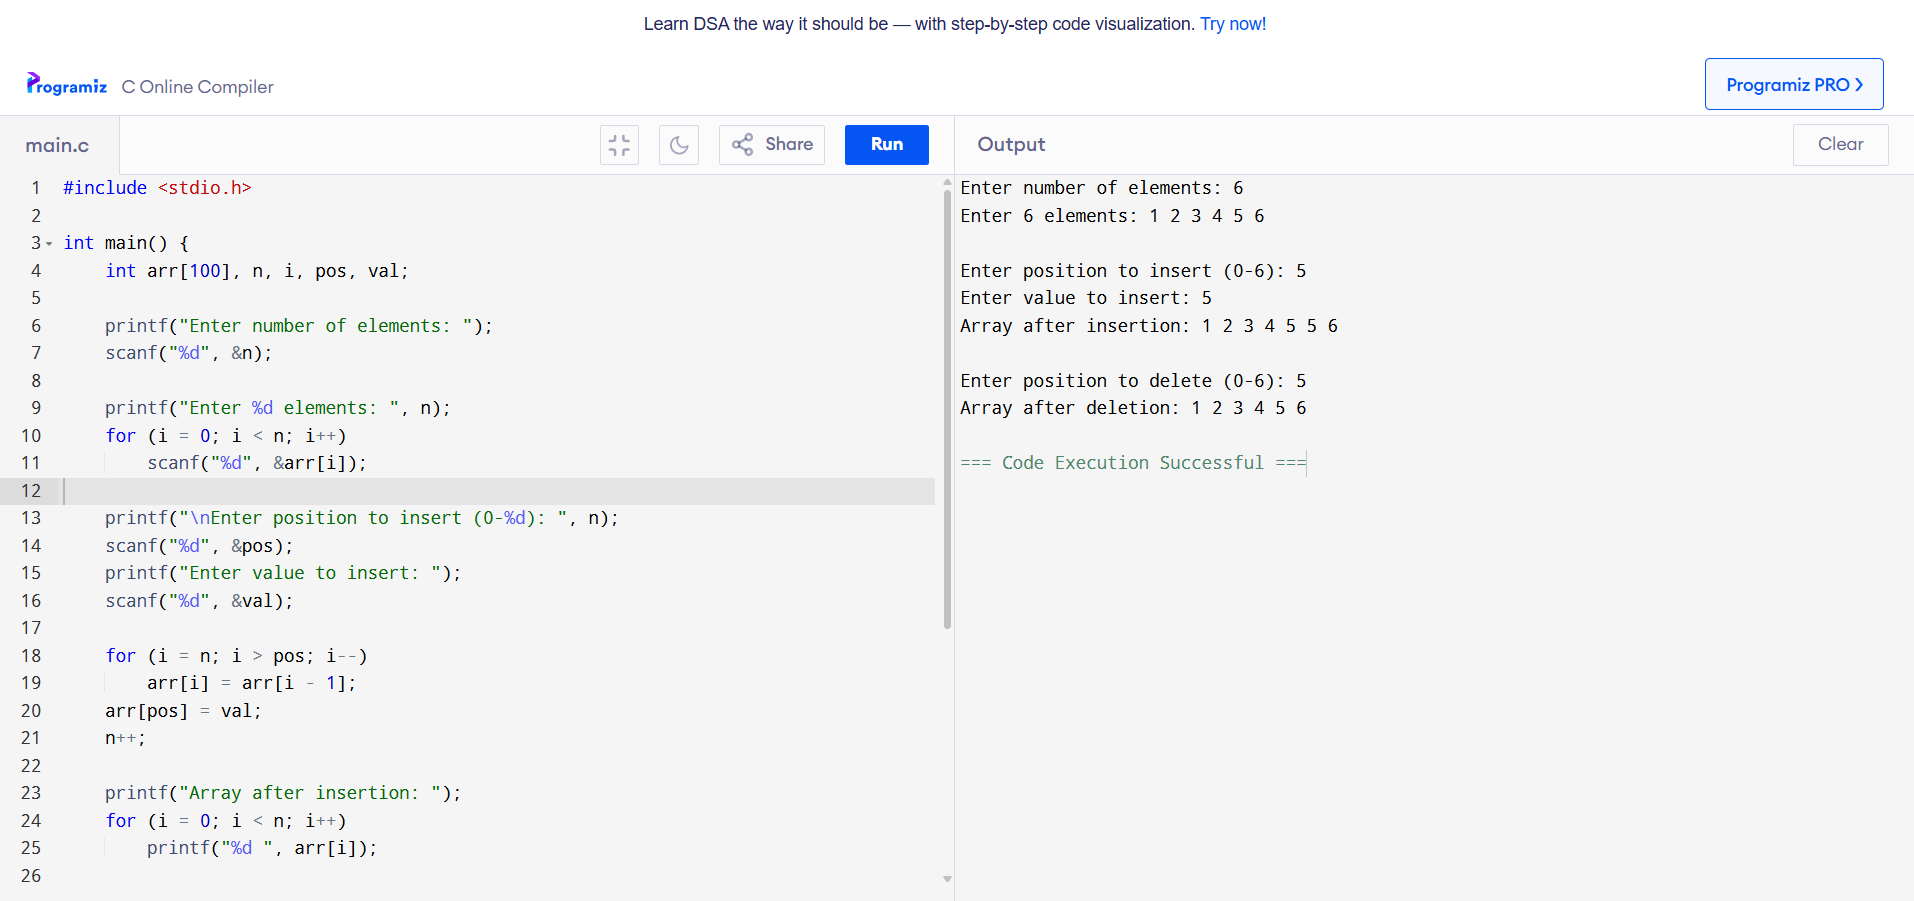 Learn DSA the way it should be — with step-by-step code visualization. Try now!
Programiz C Online Compiler
Programiz PRO
main.c
Share
Run
Output
Clear
1 #include <stdio.h>
2
3 int main() {
4     int arr[100], n, i, pos, val;
5
6     printf("Enter number of elements: ");
7     scanf("%d", &n);
8
9     printf("Enter %d elements: ", n);
10     for (i = 0; i < n; i++)
11         scanf("%d", &arr[i]);
12
13     printf("\nEnter position to insert (0-%d): ", n);
14     scanf("%d", &pos);
15     printf("Enter value to insert: ");
16     scanf("%d", &val);
17
18     for (i = n; i > pos; i--)
19         arr[i] = arr[i - 1];
20     arr[pos] = val;
21     n++;
22
23     printf("Array after insertion: ");
24     for (i = 0; i < n; i++)
25         printf("%d ", arr[i]);
26
Enter number of elements: 6
Enter 6 elements: 1 2 3 4 5 6

Enter position to insert (0-6): 5
Enter value to insert: 5
Array after insertion: 1 2 3 4 5 5 6

Enter position to delete (0-6): 5
Array after deletion: 1 2 3 4 5 6

=== Code Execution Successful ===